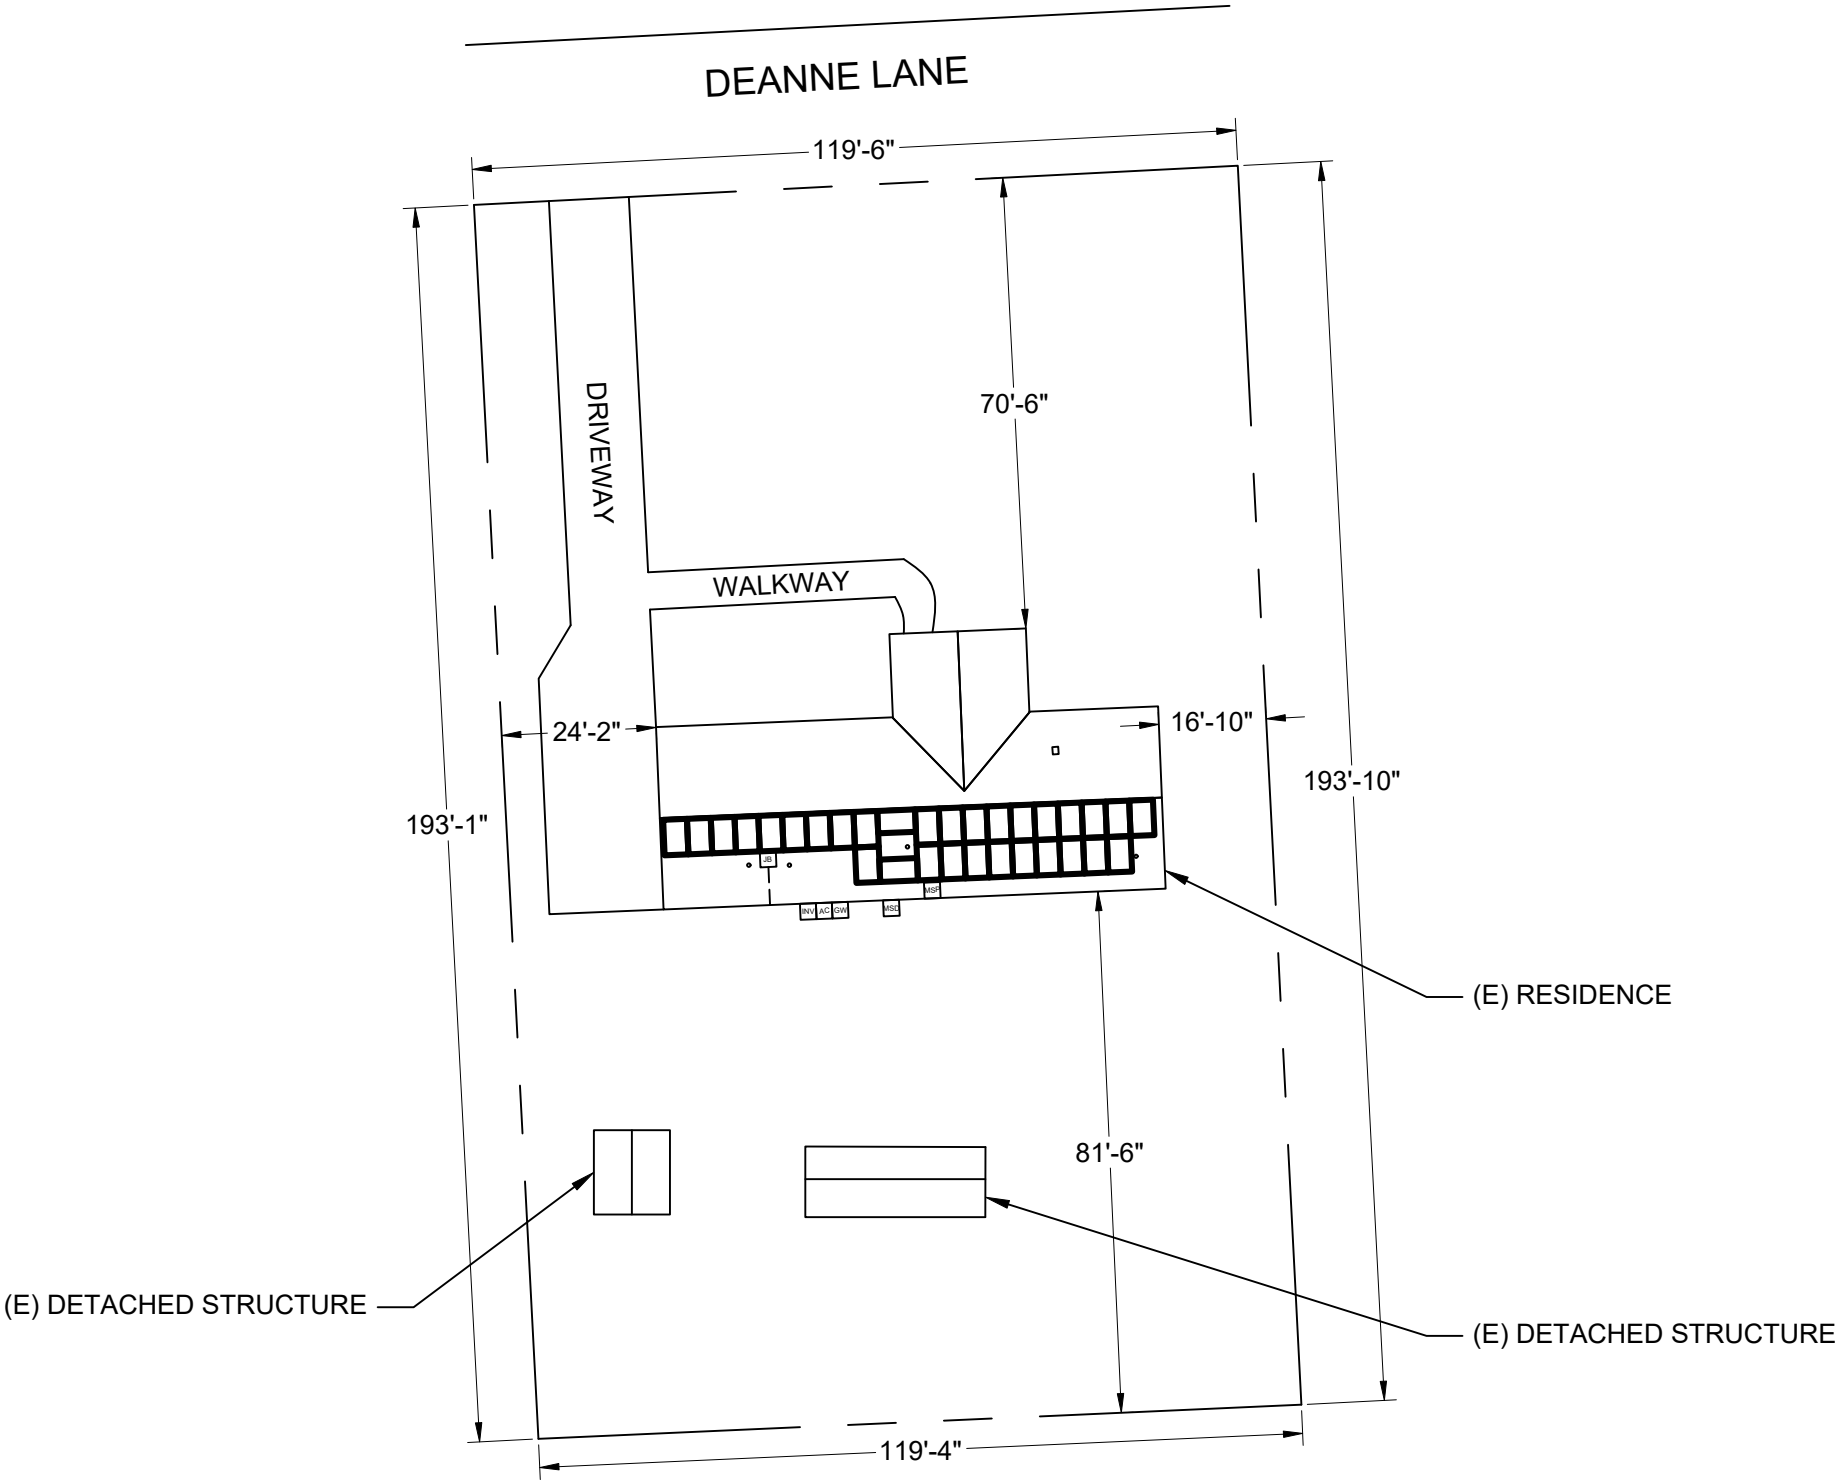 DEANNE LANE
119'-6"
70'-6"
DRIVEWAY
WALKWAY
24'-2"
16'-10"
193'-10"
193'-1"
JB
MSP
INV AC GW
MSD
(E) RESIDENCE
81'-6"
(E) DETACHED STRUCTURE
(E) DETACHED STRUCTURE
119'-4"